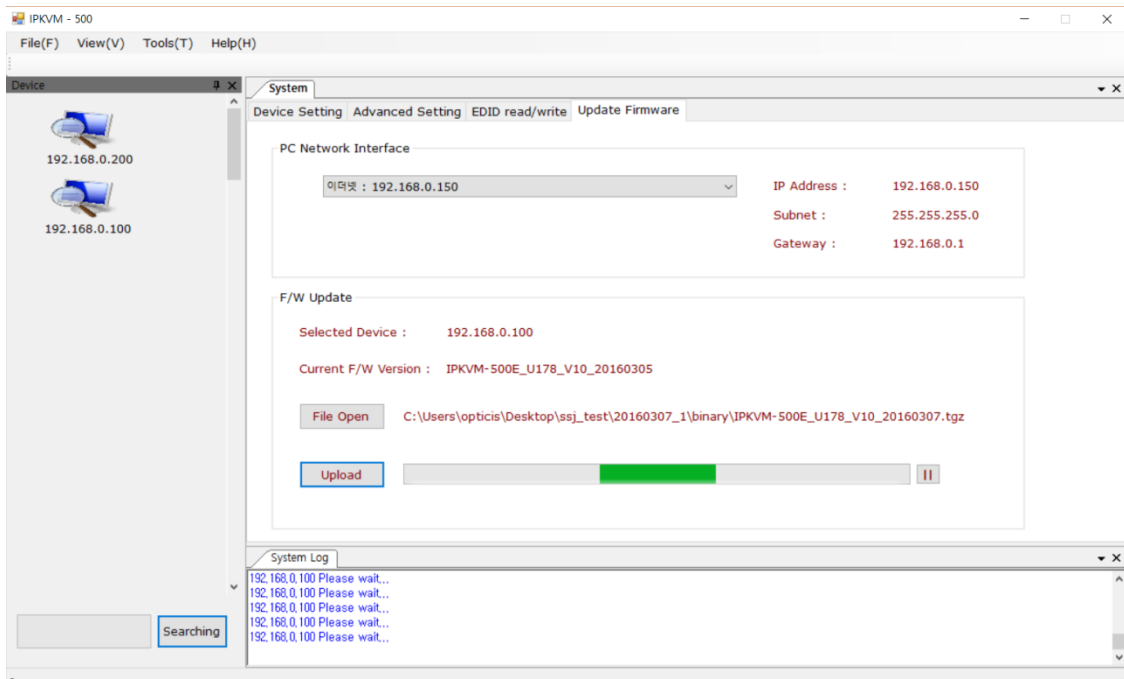 IPKVM - 500
File(F) View(V) Tools(T) Help(H)
Device
192.168.0.200
192.168.0.100
Searching
System
Device Setting Advanced Setting EDID read/write Update Firmware
PC Network Interface
이더넷 : 192.168.0.150
IP Address : 192.168.0.150
Subnet : 255.255.255.0
Gateway : 192.168.0.1
F/W Update
Selected Device : 192.168.0.100
Current F/W Version : IPKVM-500E_U178_V10_20160305
File Open C:\Users\opticis\Desktop\ssj_test\20160307_1\binary\IPKVM-500E_U178_V10_20160307.tgz
Upload
System Log
192,168,0,100 Please wait,,,
192,168,0,100 Please wait,,,
192,168,0,100 Please wait,,,
192,168,0,100 Please wait,,,
192,168,0,100 Please wait,,,